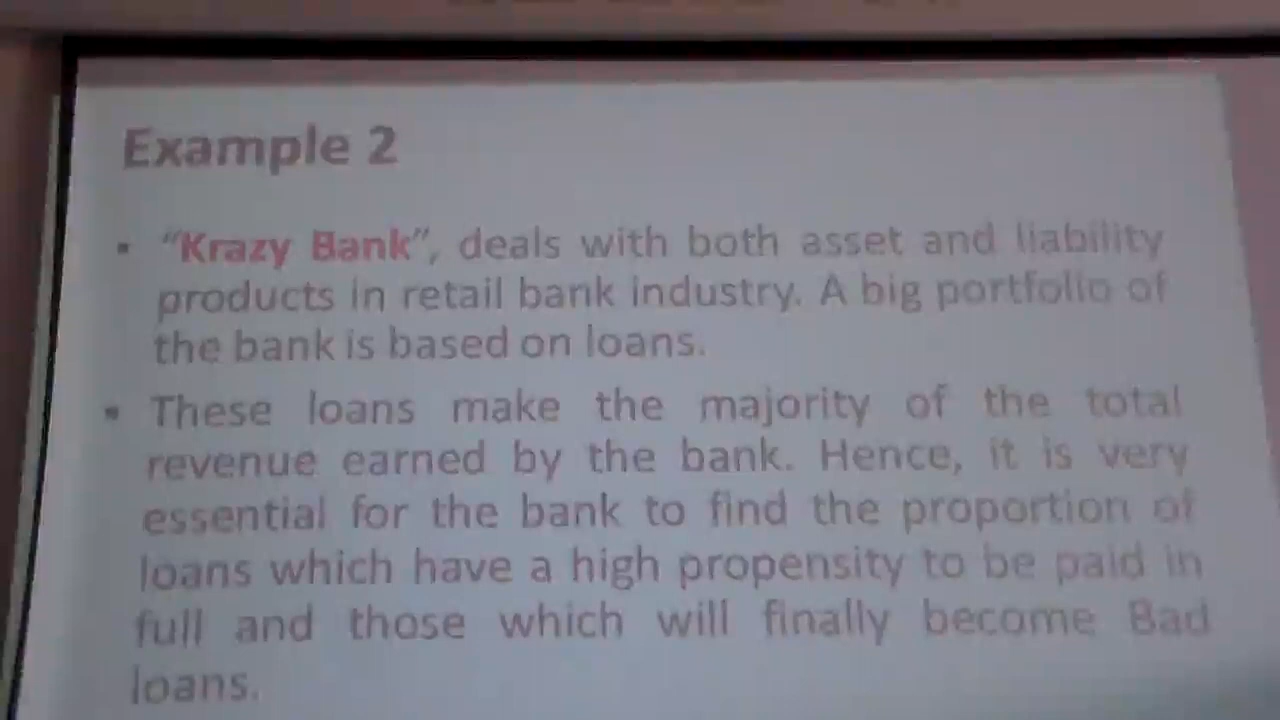 Example 2
• "Krazy Bank", deals with both asset and liability
products in retail bank industry. A big portfolio of
the bank is based on loans.
• These loans make the majority of the total
revenue earned by the bank. Hence, it is very
essential for the bank to find the proportion of
loans which have a high propensity to be paid in
full and those which will finally become Bad
loans.